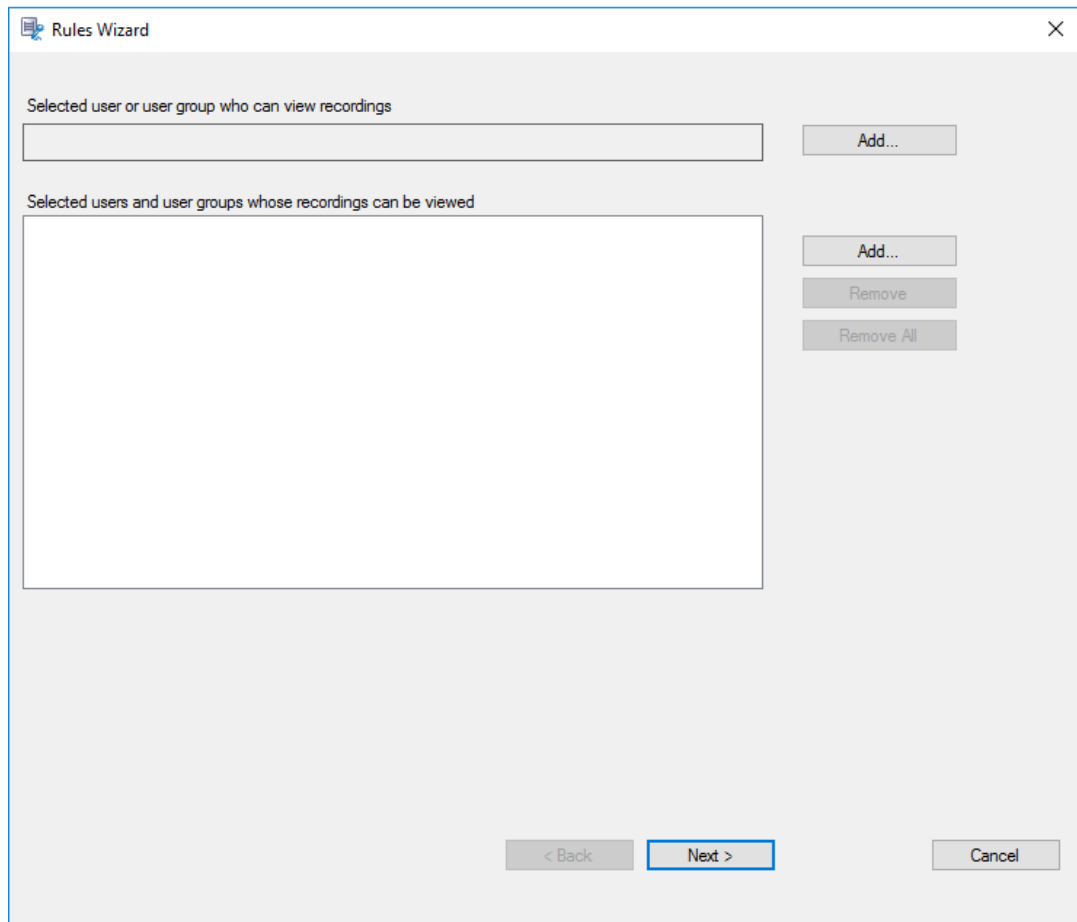 Rules Wizard
Selected user or user group who can view recordings
Add...
Selected users and user groups whose recordings can be viewed
Add...
Remove
Remove All
< Back
Next >
Cancel